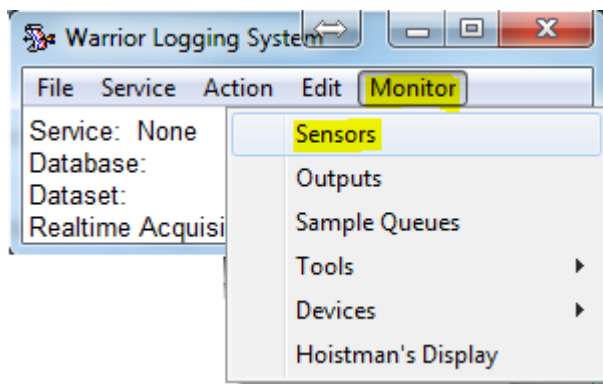 Warrior Logging System
File Service Action Edit Monitor
Service: None
Database:
Dataset:
Realtime Acquisi
Sensors
Outputs
Sample Queues
Tools
Devices
Hoistman's Display